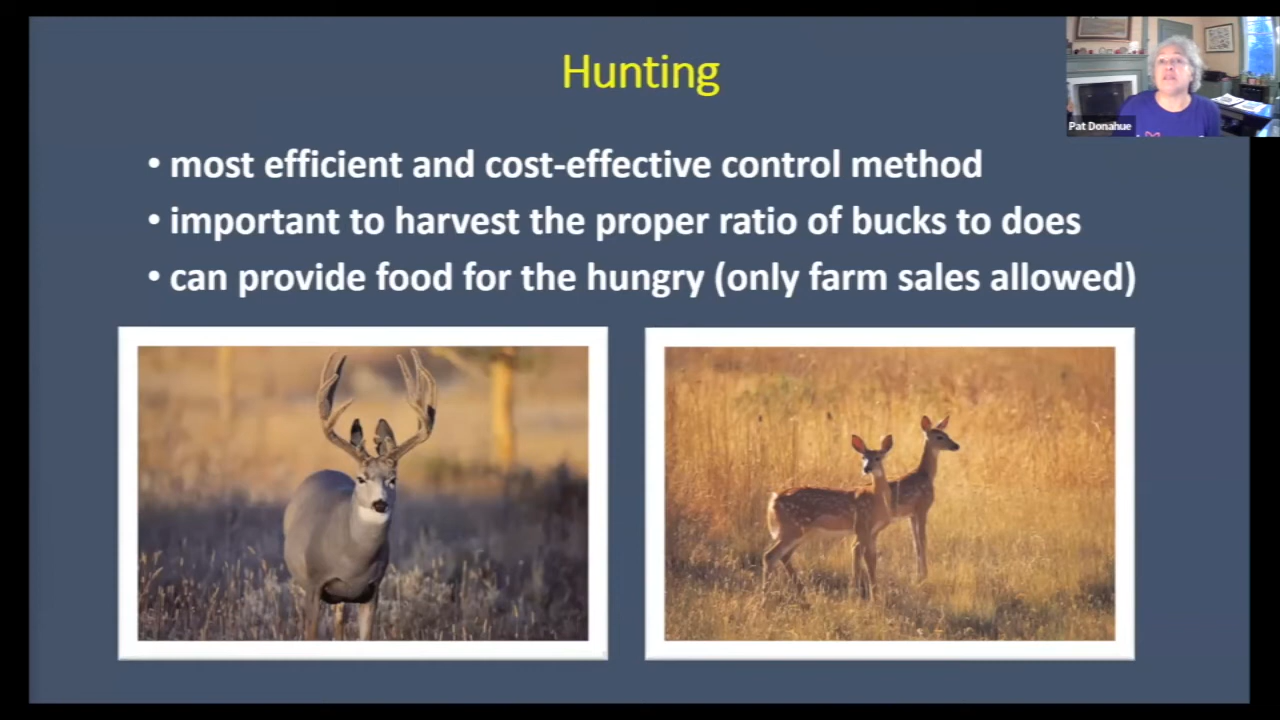 Hunting
Pat Donahue
• most efficient and cost-effective control method
• important to harvest the proper ratio of bucks to does
• can provide food for the hungry (only farm sales allowed)